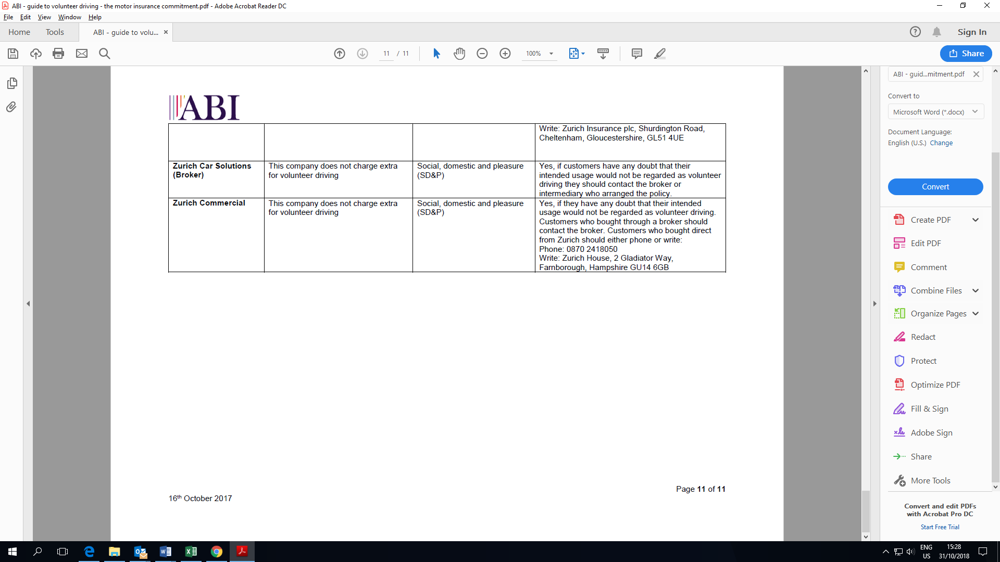 ABI - guide to volunteer driving - the motor insurance commitment.pdf - Adobe Acrobat Reader DC
File Edit View Window Help
Home Tools ABI - guide to volu... Sign In
11 / 11 100% Share
ABI
Write: Zurich Insurance plc, Shurdington Road,
Cheltenham, Gloucestershire, GL51 4UE
Zurich Car Solutions
(Broker)
This company does not charge extra
for volunteer driving
Social, domestic and pleasure
(SD&P)
Yes, if customers have any doubt that their
intended usage would not be regarded as volunteer
driving they should contact the broker or
intermediary who arranged the policy.
Zurich Commercial
This company does not charge extra
for volunteer driving
Social, domestic and pleasure
(SD&P)
Yes, if they have any doubt that their intended
usage would not be regarded as volunteer driving.
Customers who bought through a broker should
contact the broker. Customers who bought direct
from Zurich should either phone or write:
Phone: 0870 2418050
Write: Zurich House, 2 Gladiator Way,
Farnborough, Hampshire GU14 6GB
Page 11 of 11
16th October 2017
ABI - guid...mitment.pdf
Convert to
Microsoft Word (*.docx)
Document Language:
English (U.S.) Change
Convert
Create PDF
Edit PDF
Comment
Combine Files
Organize Pages
Redact
Protect
Optimize PDF
Fill & Sign
Adobe Sign
Share
More Tools
Convert and edit PDFs
with Acrobat Pro DC
Start Free Trial
ENG
US
15:28
31/10/2018